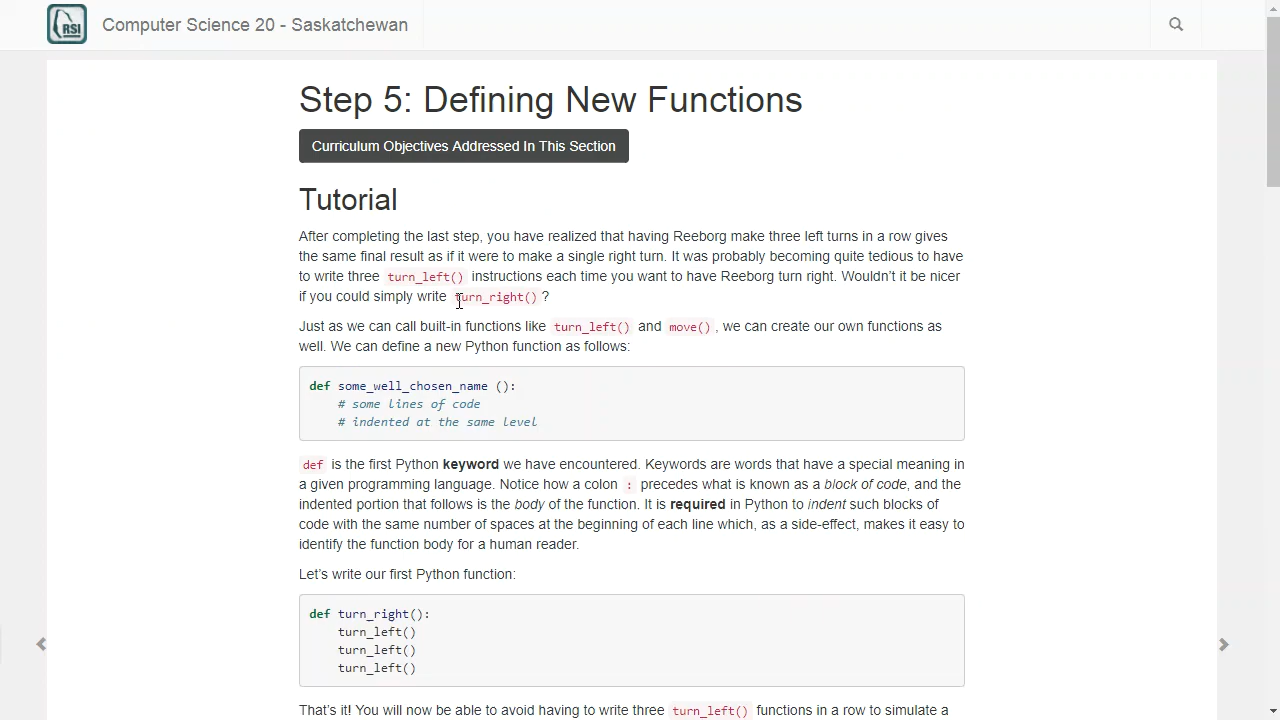 RSI
Computer Science 20 - Saskatchewan
Step 5: Defining New Functions
Curriculum Objectives Addressed In This Section
Tutorial
After completing the last step, you have realized that having Reeborg make three left turns in a row gives
the same final result as if it were to make a single right turn. It was probably becoming quite tedious to have
to write three turn_left() instructions each time you want to have Reeborg turn right. Wouldn't it be nicer
if you could simply write turn_right() ?
Just as we can call built-in functions like turn_left() and move() , we can create our own functions as
well. We can define a new Python function as follows:
def some_well_chosen_name ():
# some lines of code
# indented at the same level
def is the first Python keyword we have encountered. Keywords are words that have a special meaning in
a given programming language. Notice how a colon : precedes what is known as a block of code, and the
indented portion that follows is the body of the function. It is required in Python to indent such blocks of
code with the same number of spaces at the beginning of each line which, as a side-effect, makes it easy to
identify the function body for a human reader.
Let's write our first Python function:
def turn_right():
turn_left()
turn_left()
turn_left()
That's it! You will now be able to avoid having to write three turn_left() functions in a row to simulate a